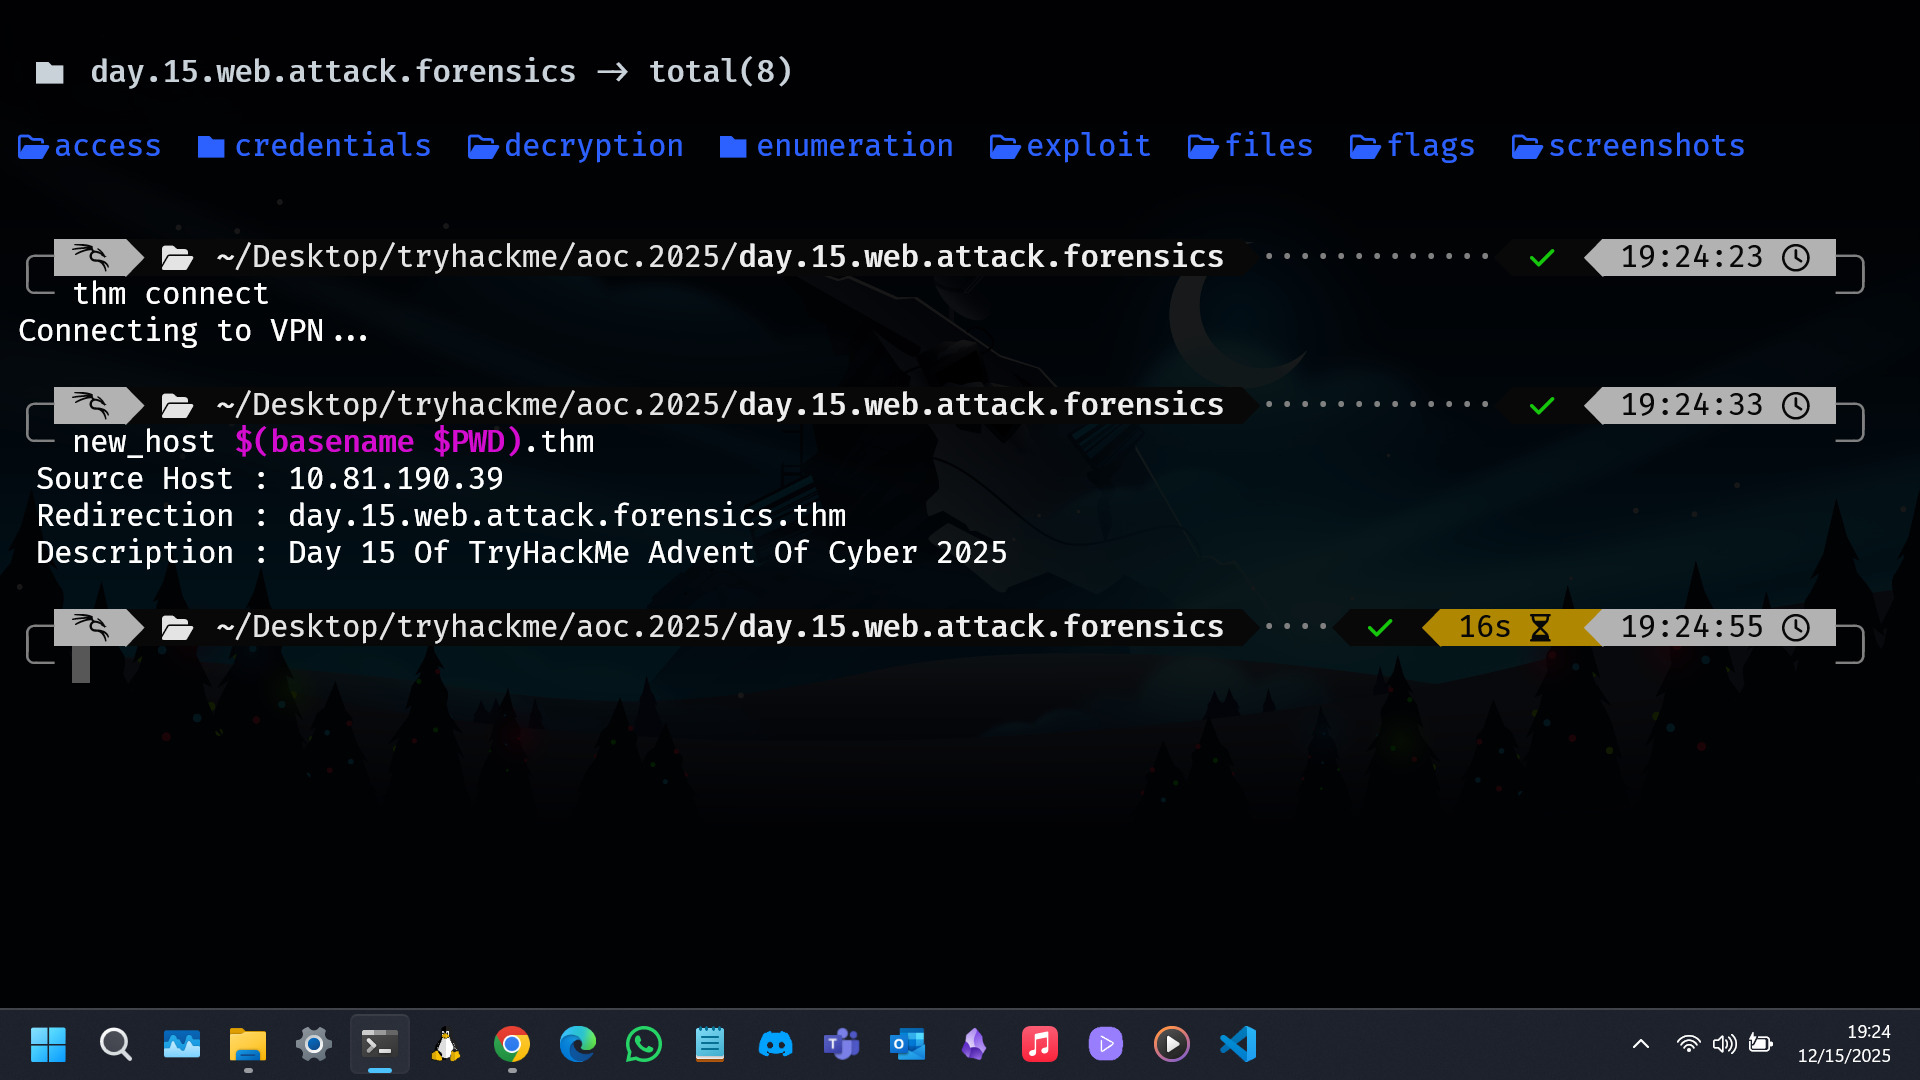 day.15.web.attack.forensics → total(8)
access credentials decryption enumeration exploit files flags screenshots
~/Desktop/tryhackme/aoc.2025/day.15.web.attack.forensics 19:24:23
thm connect
Connecting to VPN...
~/Desktop/tryhackme/aoc.2025/day.15.web.attack.forensics 19:24:33
new_host $(basename $PWD).thm
Source Host : 10.81.190.39
Redirection : day.15.web.attack.forensics.thm
Description : Day 15 Of TryHackMe Advent Of Cyber 2025
~/Desktop/tryhackme/aoc.2025/day.15.web.attack.forensics 16s 19:24:55
19:24
12/15/2025